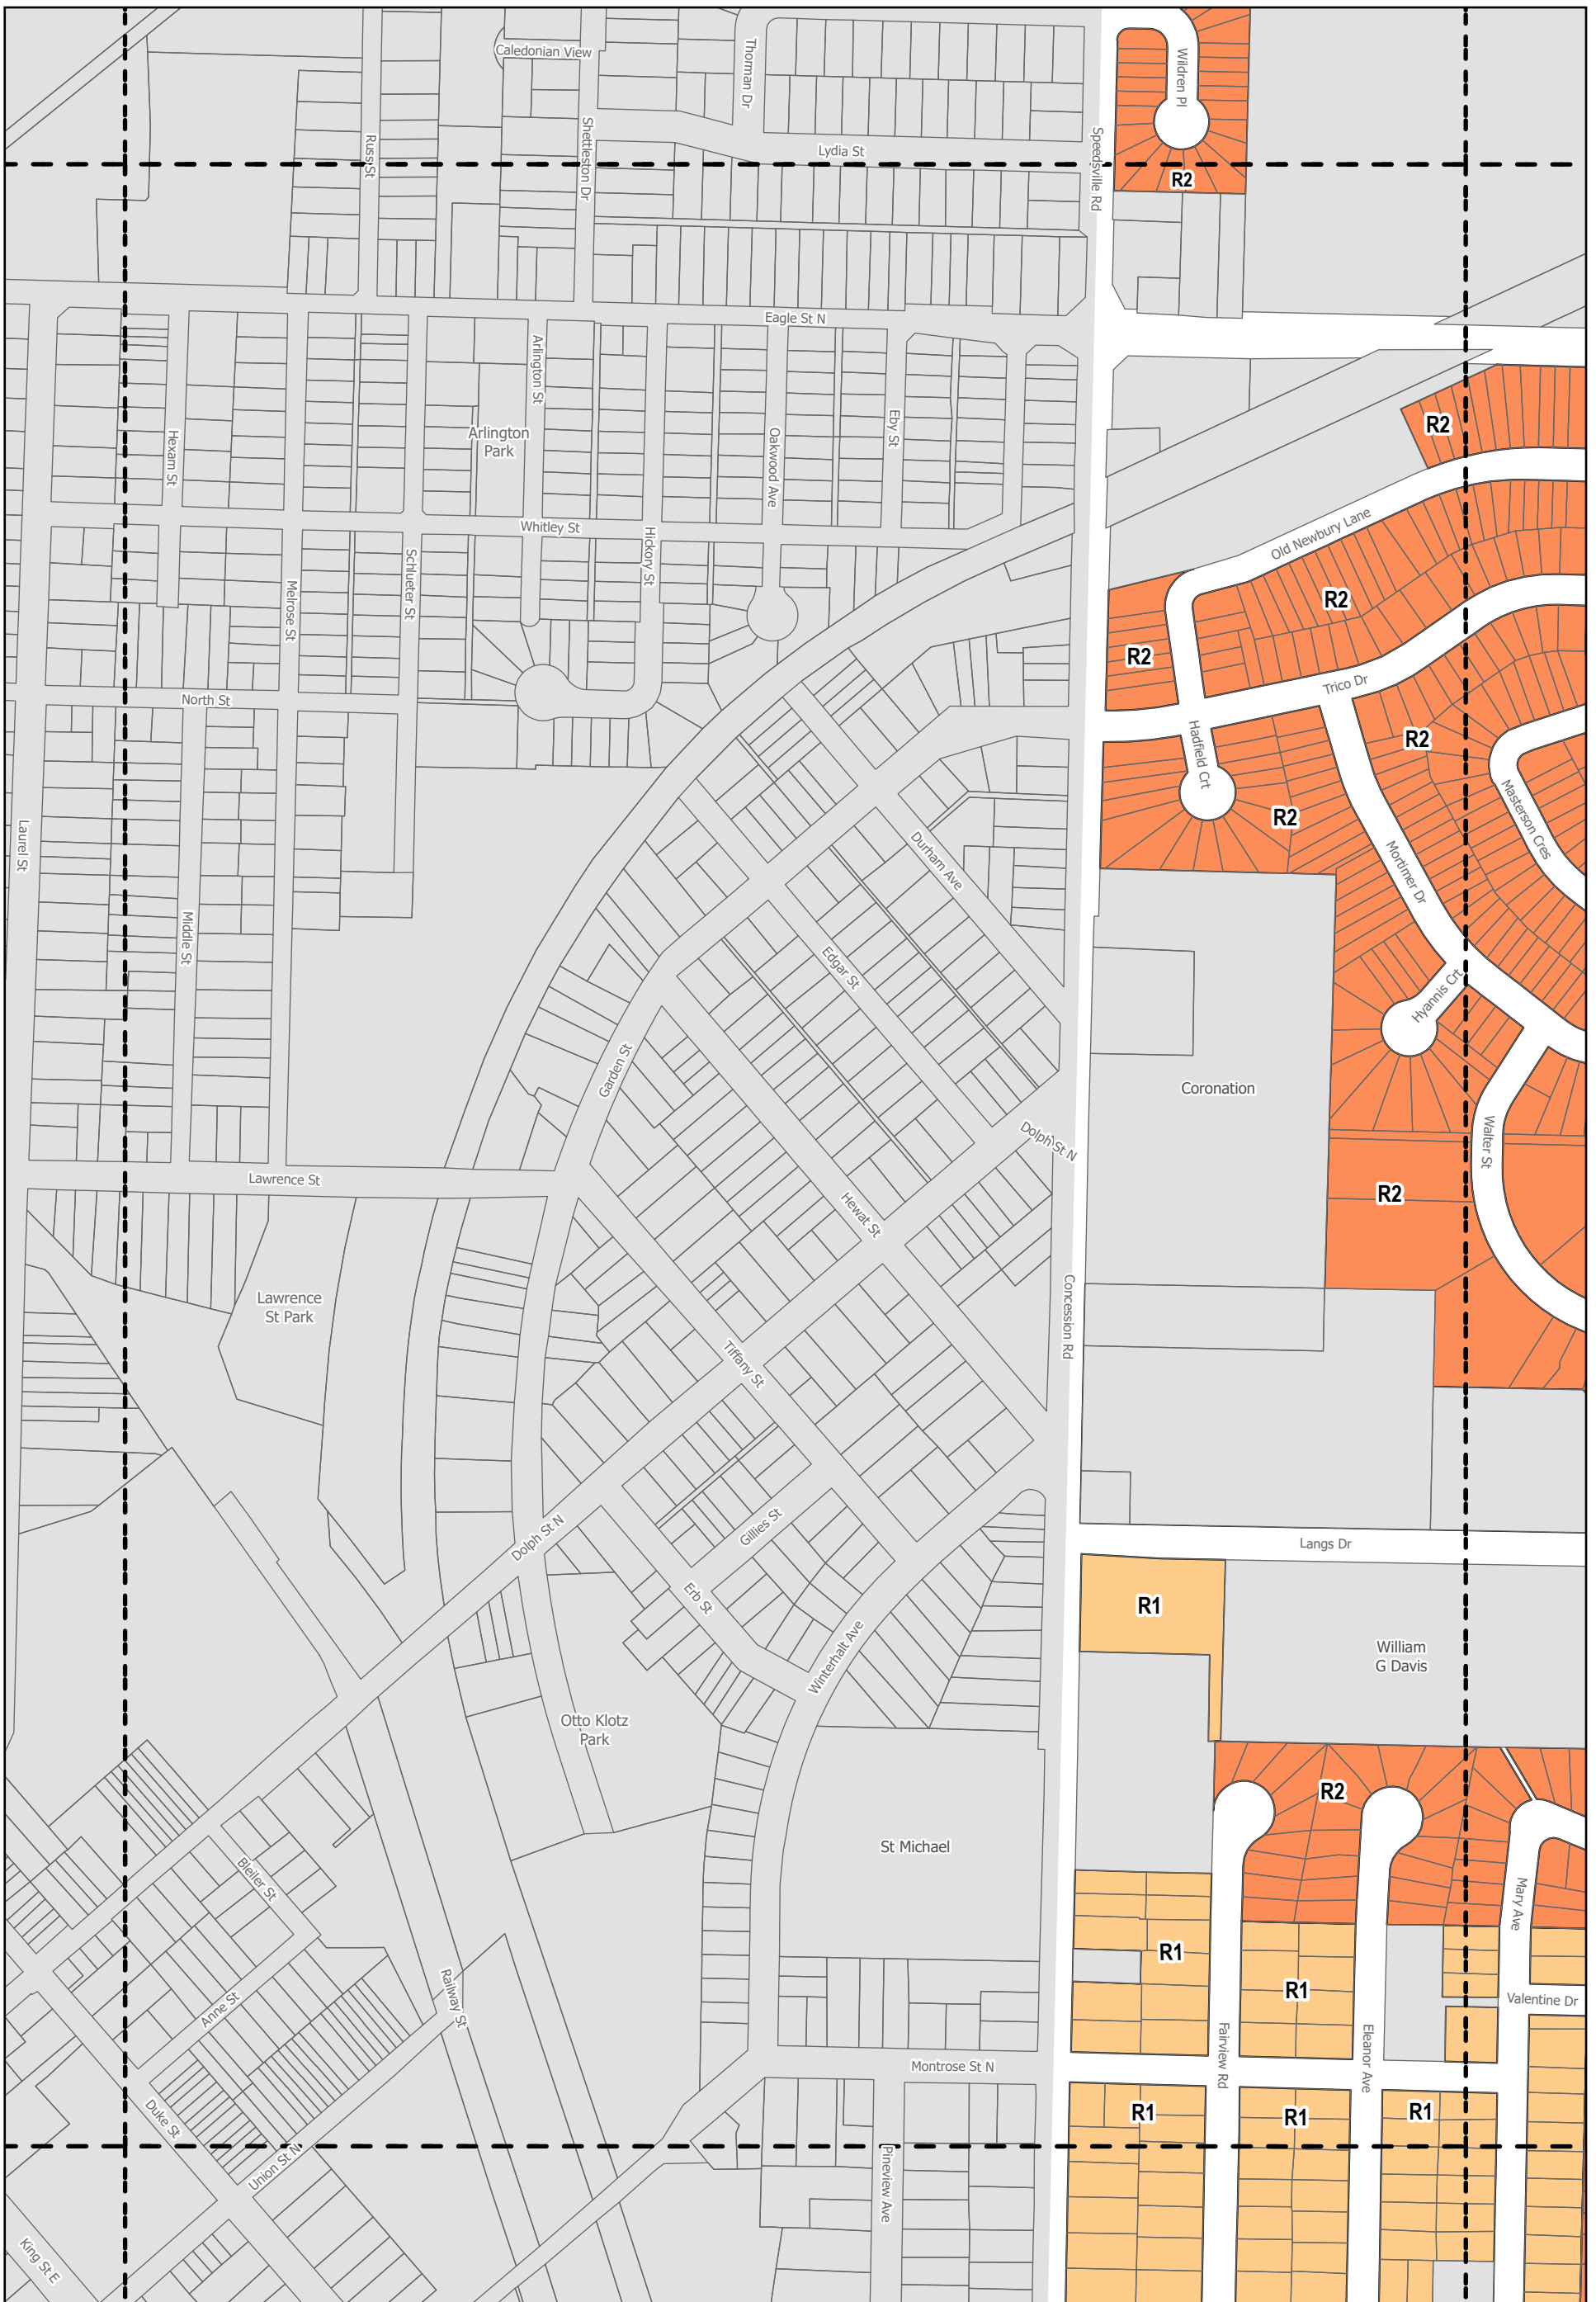 Caledonian View
Thorman Dr
Wildren Pl
Russ St
Shettleston Dr
Speedsville Rd
Lydia St
R2
Eagle St N
Arlington St
Hexam St
Arlington
Park
Oakwood Ave
Eby St
R2
Whitley St
Hickory St
Old Newbury Lane
Melrose St
Schlueter St
R2
R2
North St
Trico Dr
Hadfield Crt
R2
Laurel St
R2
Masterson Cres
Durham Ave
Mortimer Dr
Middle St
Edgar St
Hyannis Crt
Garden St
Coronation
Dolph St N
Walter St
Lawrence St
R2
Hewat St
Lawrence
St Park
Concession Rd
Tiffany St
Dolph St N
Gillies St
Langs Dr
Erb St
R1
Winterhalt Ave
William
G Davis
Otto Klotz
Park
R2
St Michael
Bleiler St
Mary Ave
R1
R1
Railway St
Anne St
Valentine Dr
Fairview Rd
Eleanor Ave
Montrose St N
Duke St
R1
R1
R1
Union St N
Pineview Ave
King St E